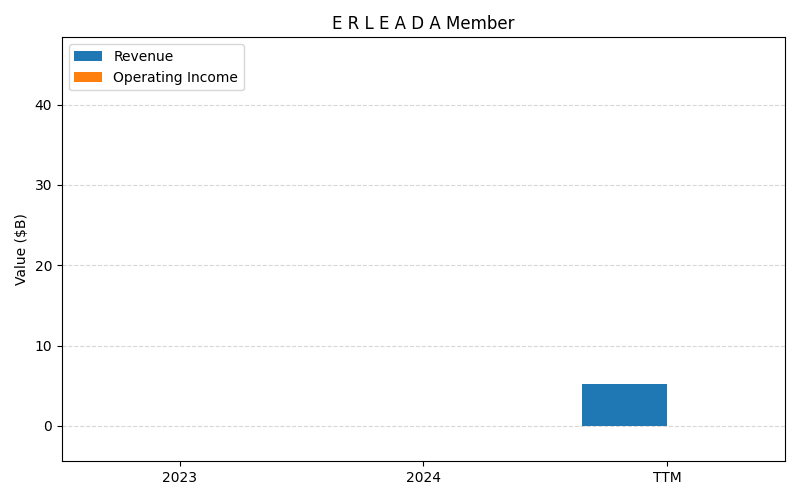 E R L E A D A Member
Revenue
Operating Income
Value ($B)
40
30
20
10
0
2023
2024
TTM